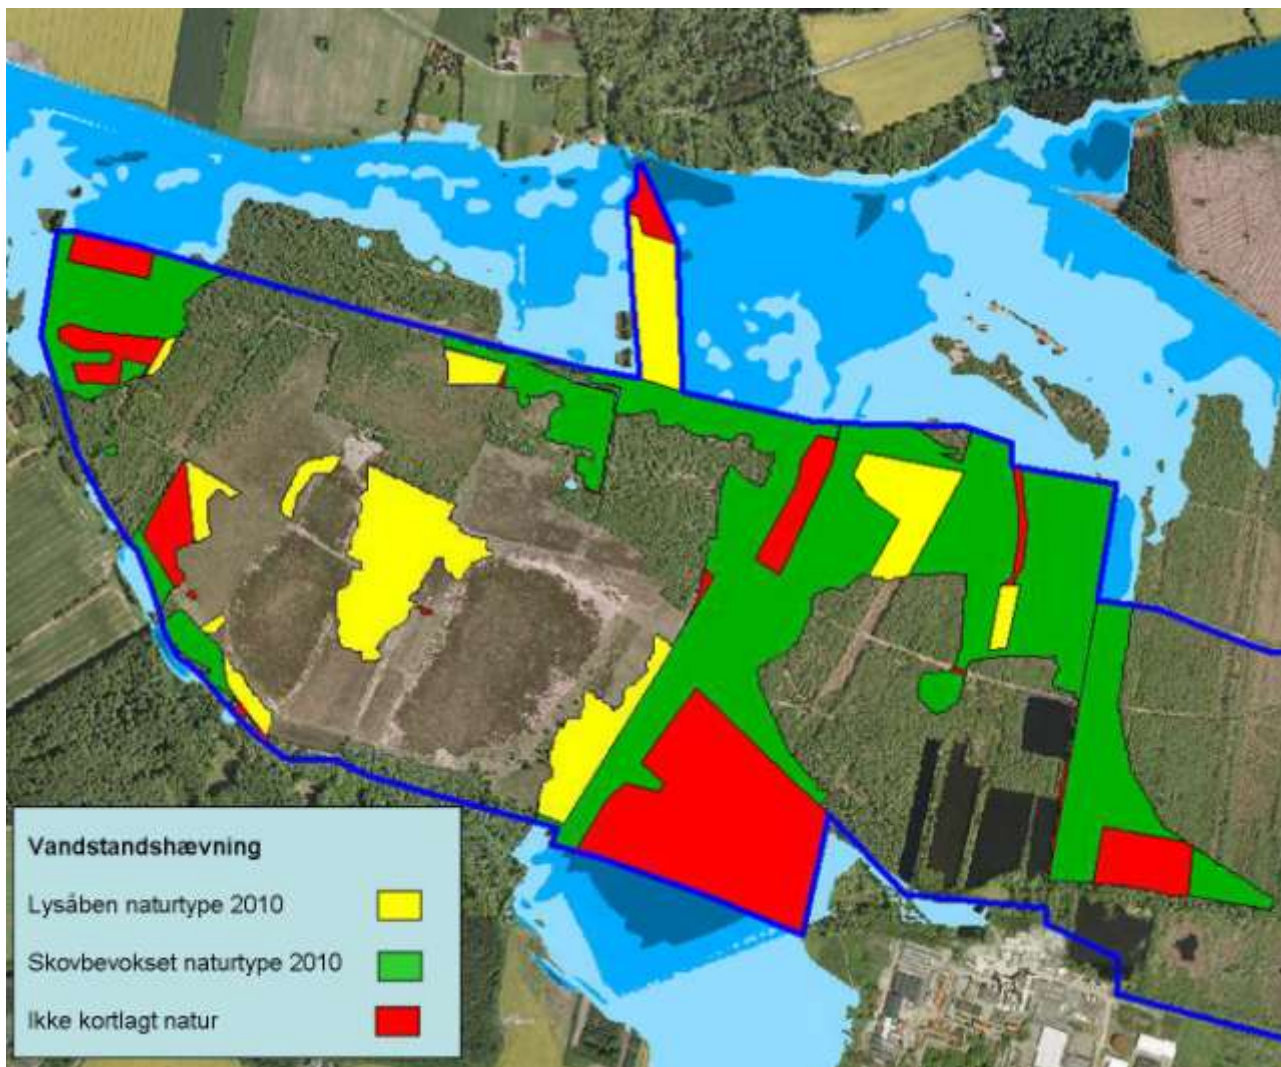 Vandstandshævning
Lysåben naturtype 2010
Skovbevokset naturtype 2010
Ikke kortlagt natur